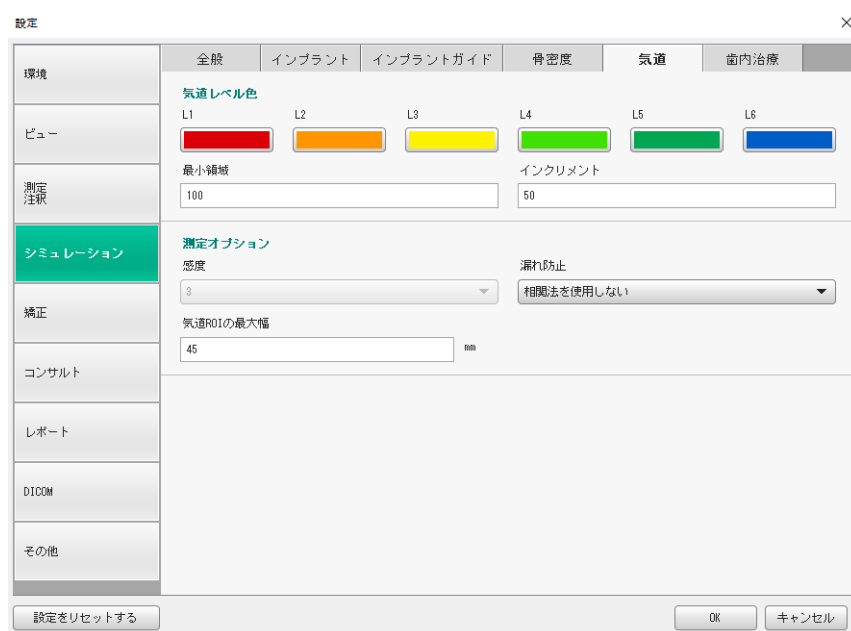 設定
環境
ビュー
測定
注釈
シミュレーション
矯正
コンサルト
レポート
DICOM
その他
全般 インプラント インプラントガイド 骨密度 気道 歯内治療
気道レベル色
L1 L2 L3 L4 L5 L6
最小領域 インクリメント
100 50
測定オプション
感度 漏れ防止
3 相関法を使用しない
気道ROIの最大幅
45 mm
設定をリセットする OK キャンセル